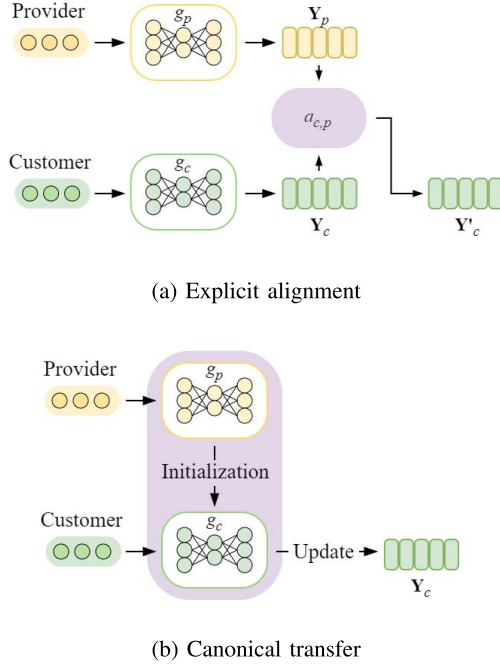 Provider
g_p
Y_p
a_{c,p}
Customer
g_c
Y_c
Y'_c
(a) Explicit alignment
Provider
g_p
Initialization
Customer
g_c
Update
Y_c
(b) Canonical transfer